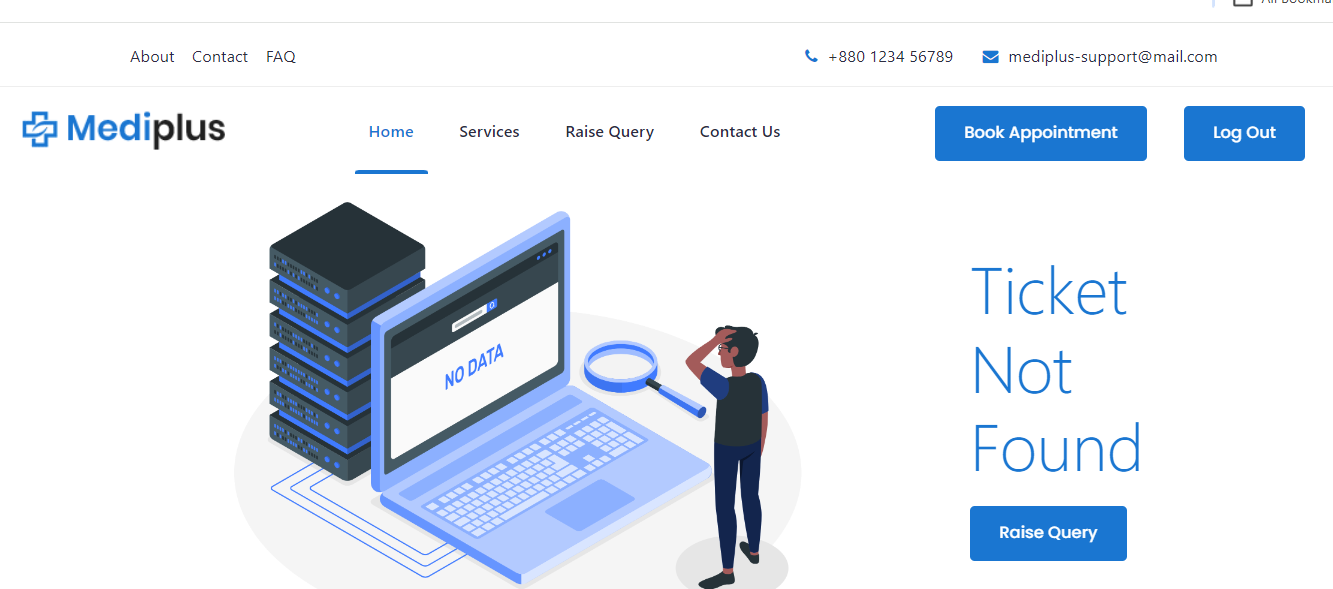 About Contact FAQ +880 1234 56789 mediplus-support@mail.com
Mediplus Home Services Raise Query Contact Us Book Appointment Log Out
NO DATA
Ticket
Not
Found
Raise Query